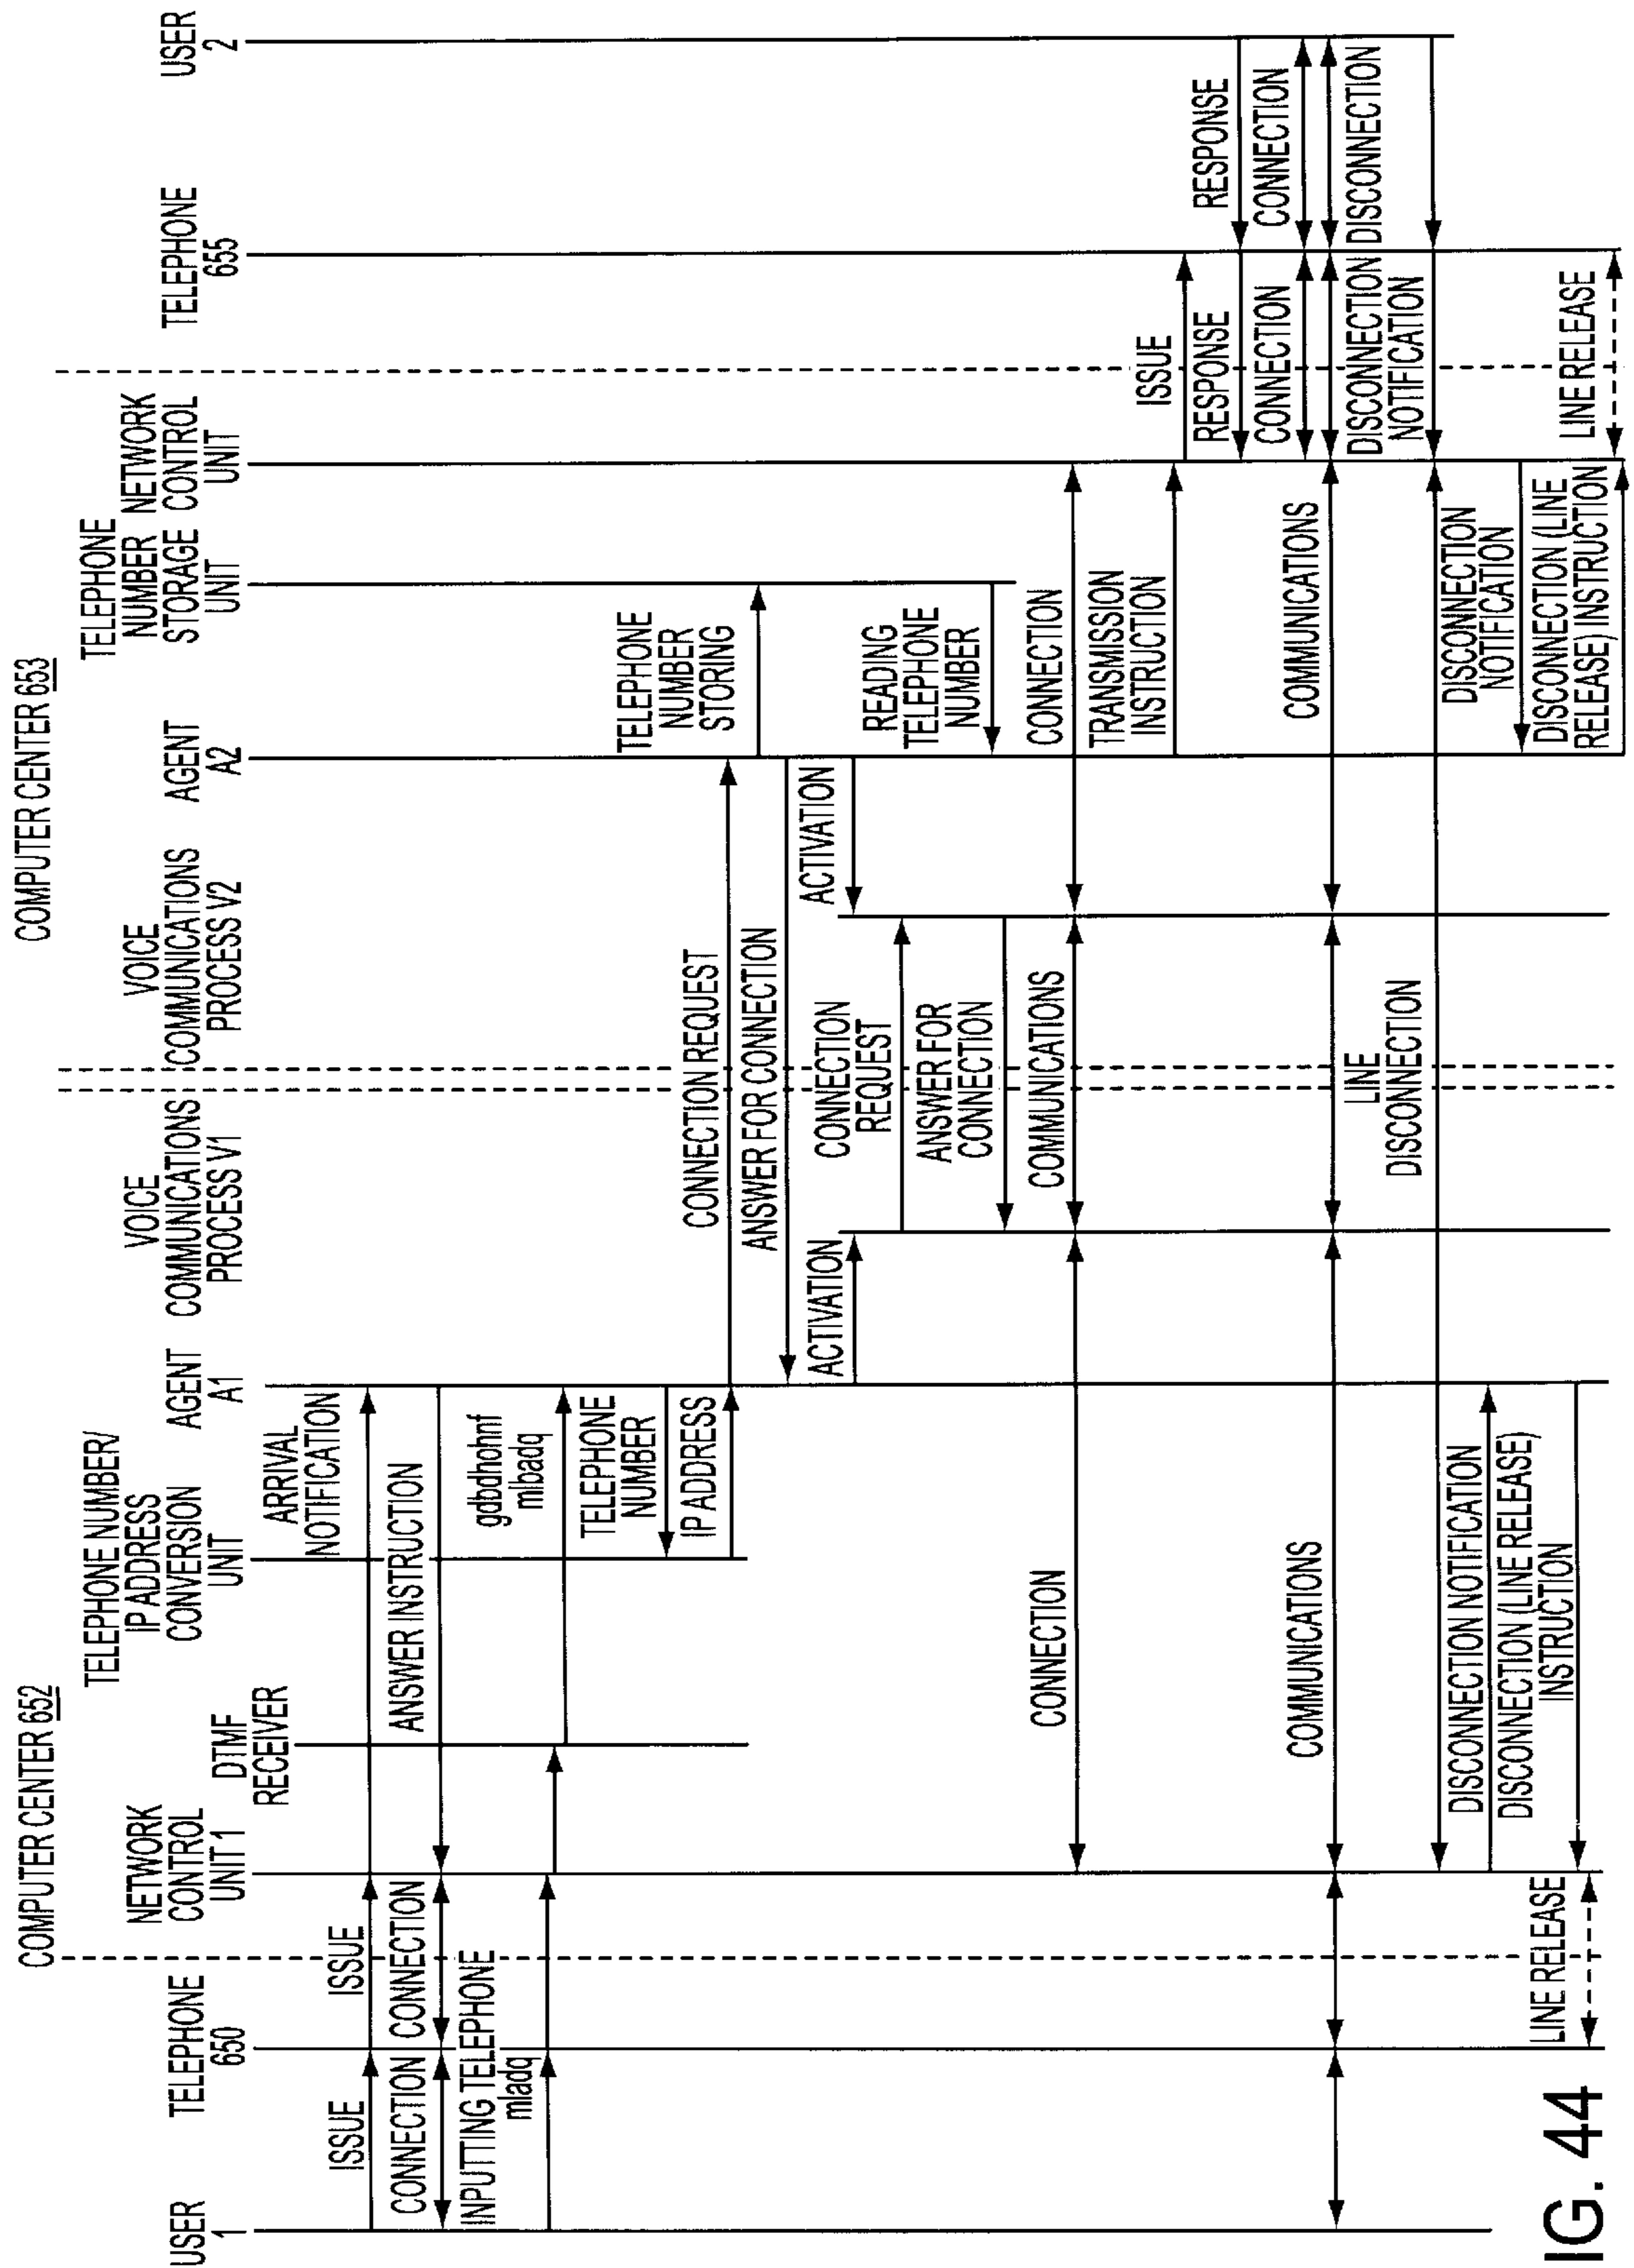 COMPUTER CENTER 652
COMPUTER CENTER 653
USER
1
TELEPHONE
650
NETWORK
CONTROL
UNIT 1
DTMF
RECEIVER
TELEPHONE NUMBER/
IP ADDRESS
CONVERSION
UNIT
AGENT
A1
VOICE
COMMUNICATIONS
PROCESS V1
VOICE
COMMUNICATIONS
PROCESS V2
AGENT
A2
TELEPHONE
NUMBER
STORAGE
UNIT
NETWORK
CONTROL
UNIT
TELEPHONE
655
USER
2
ISSUE
ISSUE
ARRIVAL
NOTIFICATION
CONNECTION
CONNECTION
ANSWER INSTRUCTION
INPUTTING TELEPHONE
mladq
gdbdhohnf
mlbadq
TELEPHONE
NUMBER
IP ADDRESS
CONNECTION REQUEST
TELEPHONE
NUMBER
STORING
ANSWER FOR CONNECTION
ACTIVATION
ACTIVATION
CONNECTION
REQUEST
READING
TELEPHONE
NUMBER
ANSWER FOR
CONNECTION
CONNECTION
COMMUNICATIONS
CONNECTION
TRANSMISSION
INSTRUCTION
ISSUE
RESPONSE
RESPONSE
CONNECTION
CONNECTION
COMMUNICATIONS
COMMUNICATIONS
LINE
DISCONNECTION
DISCONNECTION
NOTIFICATION
DISCONNECTION
DISCONNECTION NOTIFICATION
DISCONNECTION
NOTIFICATION
DISCONNECTION (LINE RELEASE)
INSTRUCTION
DISCONNECTION (LINE
RELEASE) INSTRUCTION
LINE RELEASE
LINE RELEASE
IG. 44